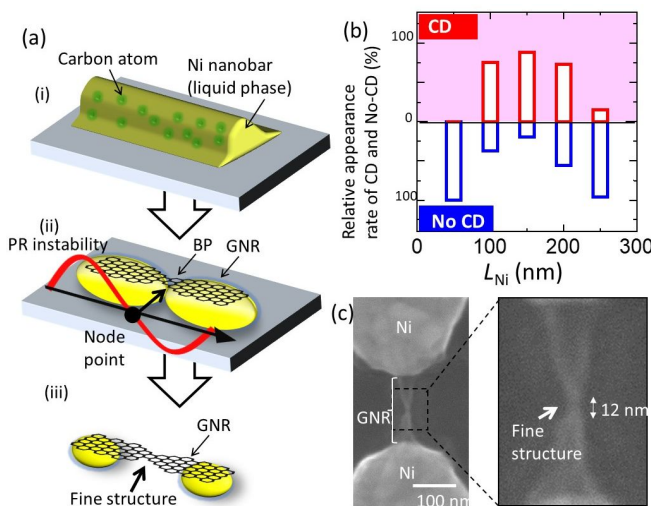 (a)
Carbon atom
Ni nanobar
(liquid phase)
(i)
(ii)
PR instability
BP
GNR
Node
point
(iii)
GNR
Fine structure
(b)
Relative appearance
rate of CD and No-CD (%)
100
0
100
CD
No CD
0
100
200
300
L_Ni (nm)
(c)
Ni
GNR
Ni
100 nm
Fine
structure
12 nm